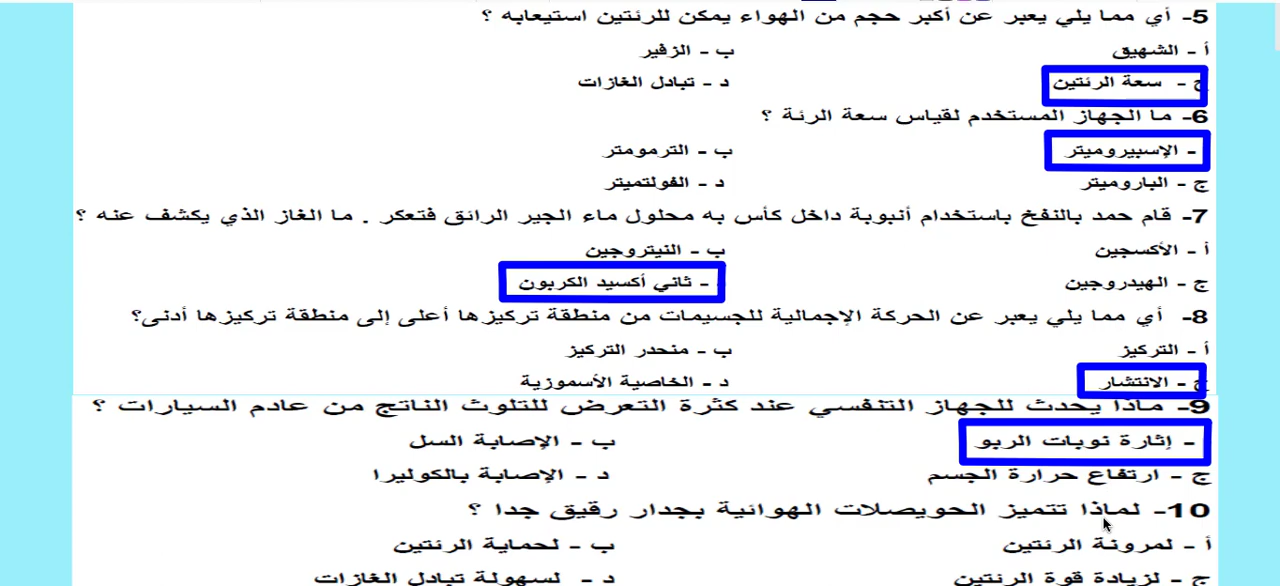 5- أي مما يلي يعبر عن أكبر حجم من الهواء يمكن للرئتين استيعابه ؟
أ - الشهيق ب - الزفير
ج - سعة الرئتين د - تبادل الغازات
6- ما الجهاز المستخدم لقياس سعة الرئة ؟
- الإسبيروميتر ب - الترمومتر
ج - الباروميتر د - الفولتميتر
7- قام حمد بالنفخ باستخدام أنبوبة داخل كأس به محلول ماء الجير الرائق فتعكر . ما الغاز الذي يكشف عنه ؟
أ - الأكسجين ب - النيتروجين
ج - الهيدروجين د - ثاني أكسيد الكربون
8- أي مما يلي يعبر عن الحركة الإجمالية للجسيمات من منطقة تركيزها أعلى إلى منطقة تركيزها أدنى؟
أ - التركيز ب - منحدر التركيز
ج - الانتشار د - الخاصية الأسموزية
9- ماذا يحدث للجهاز التنفسي عند كثرة التعرض للتلوث الناتج من عادم السيارات ؟
- إثارة نوبات الربو ب - الإصابة السل
ج - ارتفاع حرارة الجسم د - الإصابة بالكوليرا
10- لماذا تتميز الحويصلات الهوائية بجدار رقيق جدا ؟
أ - لمرونة الرئتين ب - لحماية الرئتين
ج - لزيادة قوة الرئتين د - لسهولة تبادل الغازات